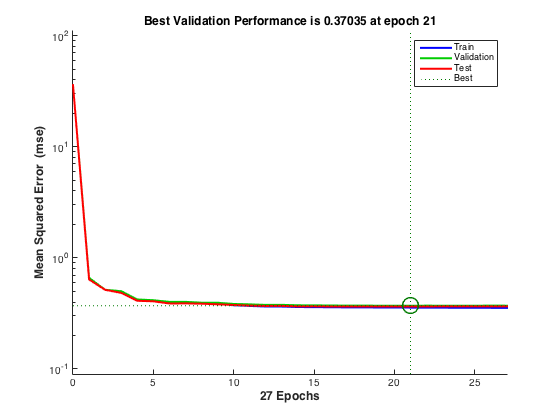 Best Validation Performance is 0.37035 at epoch 21
Mean Squared Error (mse)
10^2
10^1
10^0
10^-1
Train
Validation
Test
Best
0
5
10
15
20
25
27 Epochs